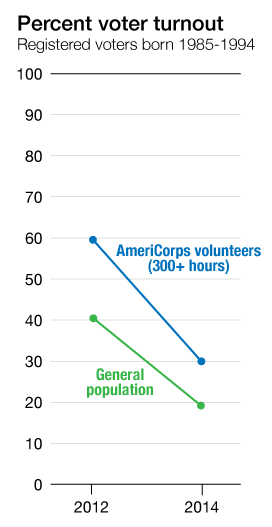 Percent voter turnout
Registered voters born 1985-1994
100
90
80
70
60
AmeriCorps volunteers
(300+ hours)
50
40
30
General
population
20
10
0
2012 2014